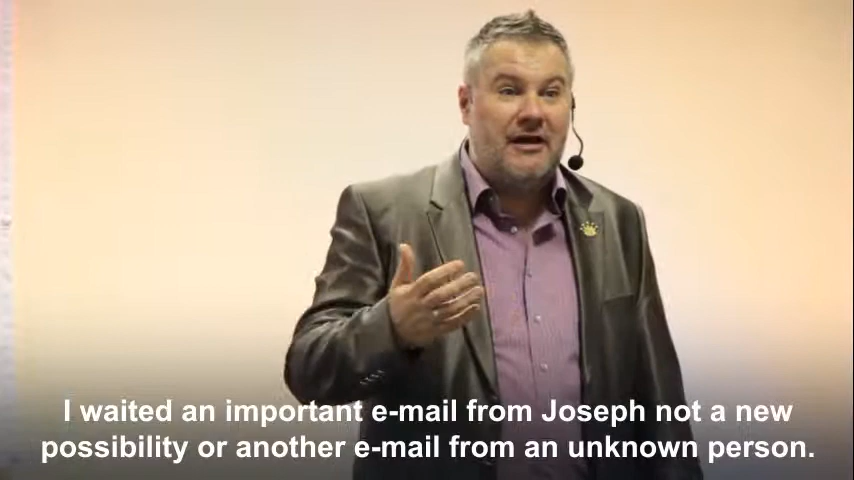 I waited an important e-mail from Joseph not a new
possibility or another e-mail from an unknown person.